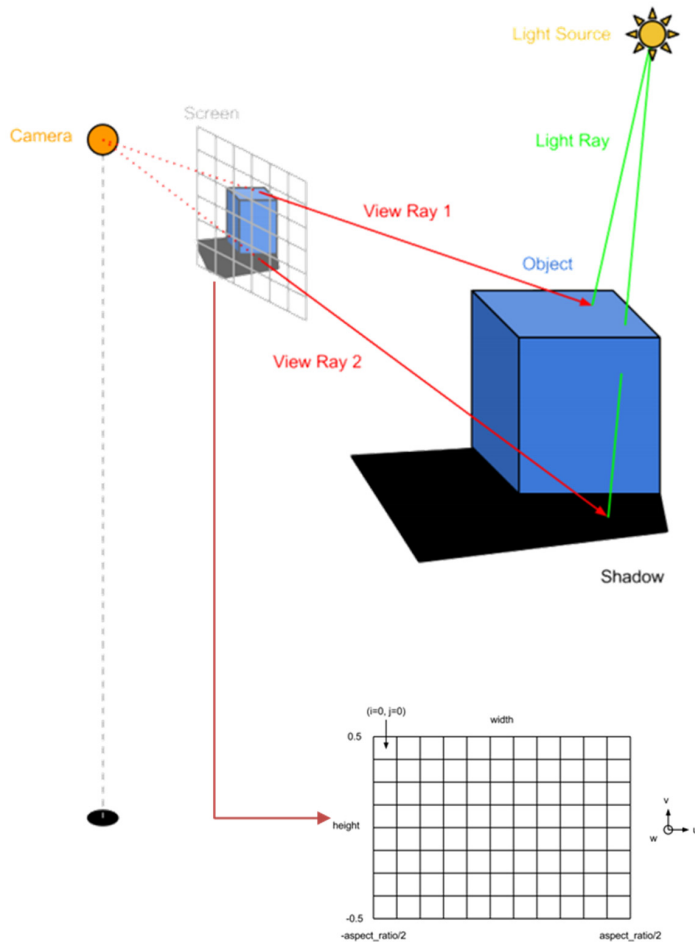 Light Source
Screen
Camera
Light Ray
View Ray 1
Object
View Ray 2
Shadow
(i=0, j=0)
width
0.5
v
height
w
u
-0.5
-aspect_ratio/2
aspect_ratio/2